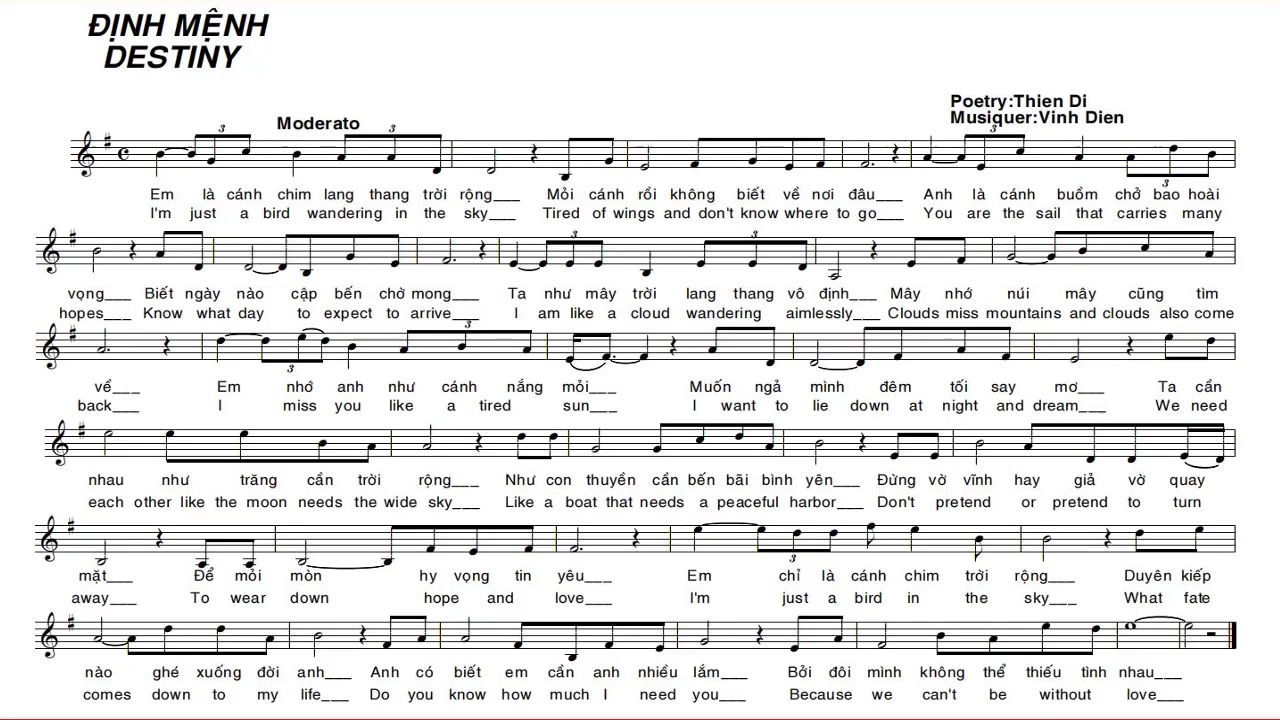 ĐỊNH MỆNH
DESTINY
Poetry:Thien Di
Musiquer:Vinh Dien
Moderato
3 3 3 3
Em là cánh chim lang thang trời rộng___ Mỏi cánh rồi không biết về nơi đâu___ Anh là cánh buồm chở bao hoài
I'm just a bird wandering in the sky___ Tired of wings and don't know where to go___ You are the sail that carries many
3 3
vọng___ Biết ngày nào cập bến chờ mong___ Ta như mây trời lang thang vô định___ Mây nhớ núi mây cũng tìm
hopes___ Know what day to expect to arrive___ I am like a cloud wandering aimlessly___ Clouds miss mountains and clouds also come
3 3
về___ Em nhớ anh như cánh nắng mỏi___ Muốn ngả mình đêm tối say mơ___ Ta cần
back___ I miss you like a tired sun___ I want to lie down at night and dream___ We need
nhau như trăng cần trời rộng___ Như con thuyền cần bến bãi bình yên___ Đừng vờ vĩnh hay giả vờ quay
each other like the moon needs the wide sky___ Like a boat that needs a peaceful harbor___ Don't pretend or pretend to turn
3
mặt___ Để mỏi mòn hy vọng tin yêu___ Em chỉ là cánh chim trời rộng___ Duyên kiếp
away___ To wear down hope and love___ I'm just a bird in the sky___ What fate
nào ghé xuống đời anh___ Anh có biết em cần anh nhiều lắm___ Bởi đôi mình không thể thiếu tình nhau___
comes down to my life___ Do you know how much I need you___ Because we can't be without love___